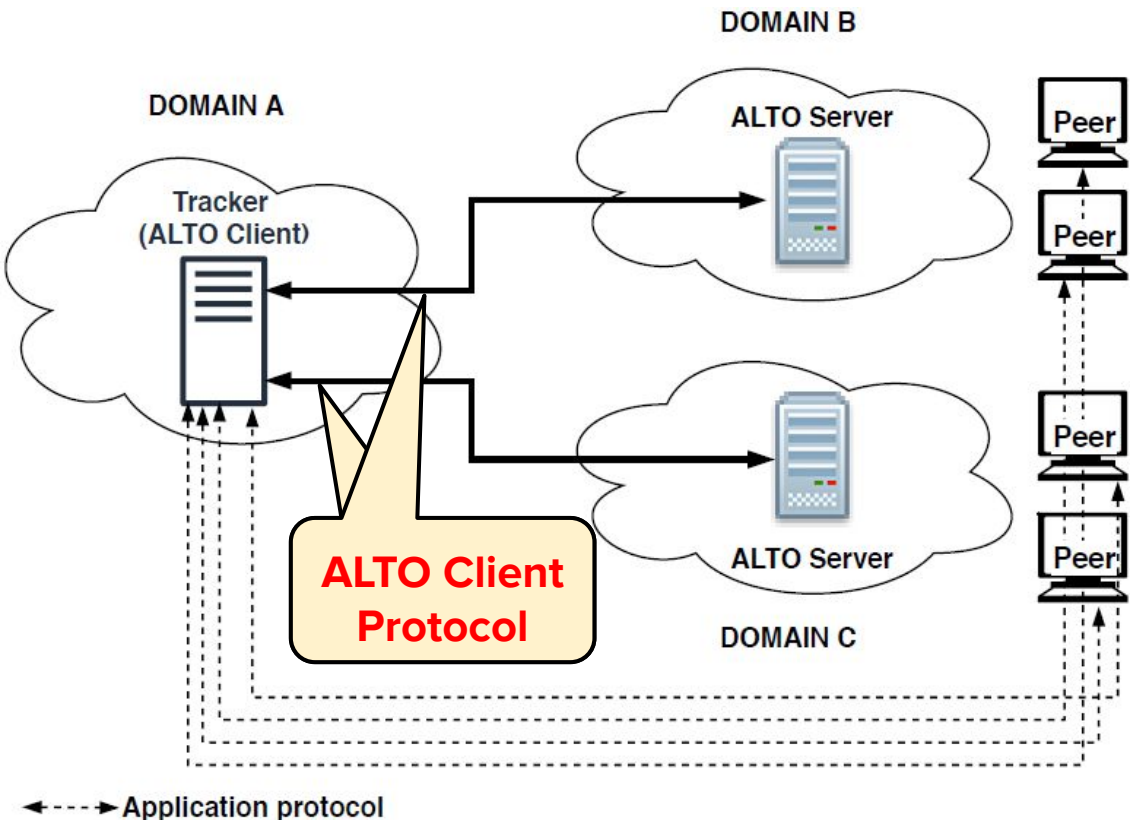 DOMAIN B
DOMAIN A
ALTO Server
Peer
Tracker
(ALTO Client)
Peer
Peer
ALTO Client
Protocol
ALTO Server
Peer
DOMAIN C
Application protocol